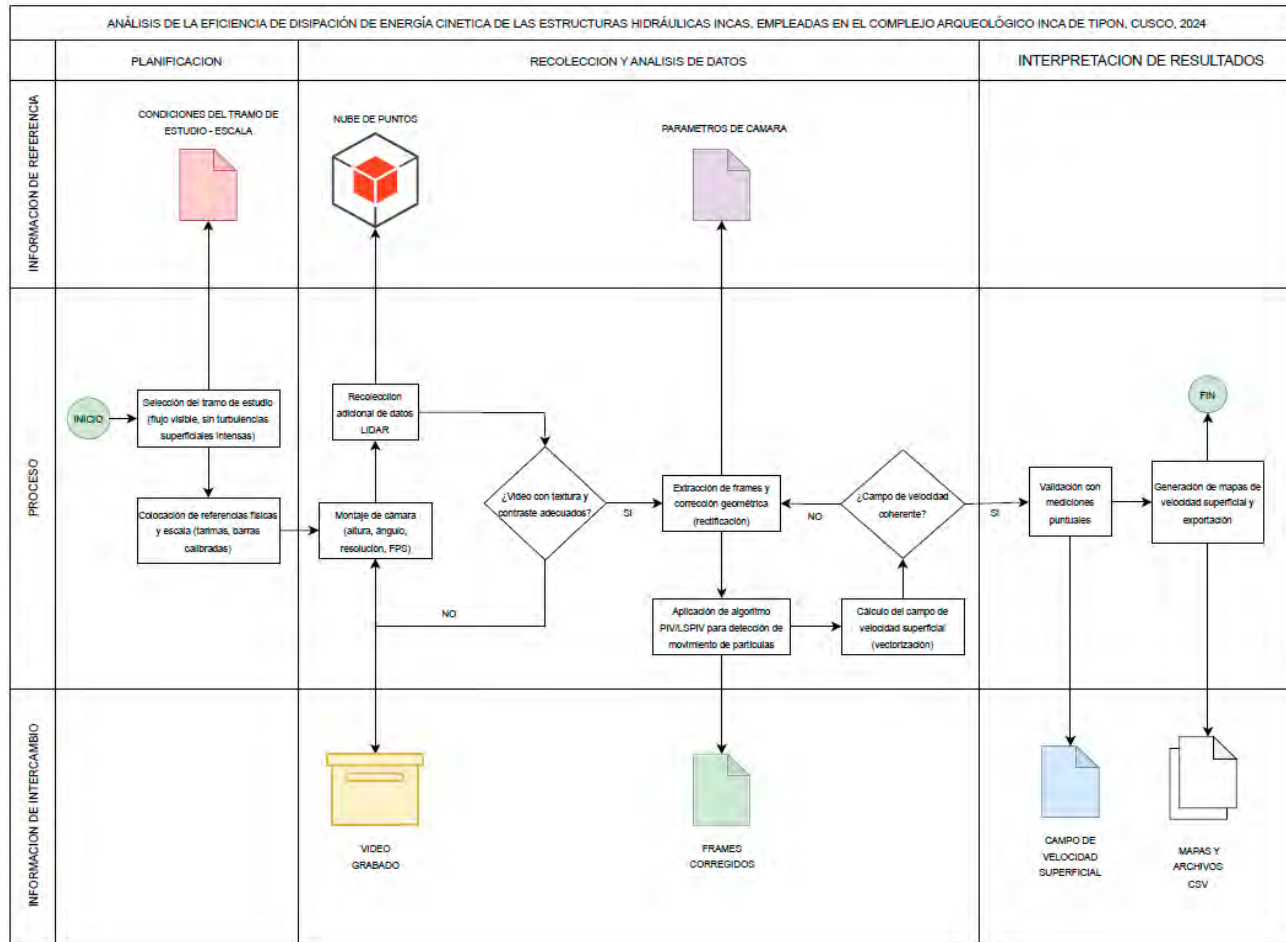 ANÁLISIS DE LA EFICIENCIA DE DISIPACIÓN DE ENERGÍA CINETICA DE LAS ESTRUCTURAS HIDRÁULICAS INCAS, EMPLEADAS EN EL COMPLEJO ARQUEOLÓGICO INCA DE TIPON, CUSCO, 2024
PLANIFICACION
RECOLECCION Y ANALISIS DE DATOS
INTERPRETACION DE RESULTADOS
INFORMACION DE REFERENCIA
CONDICIONES DEL TRAMO DE
ESTUDIO - ESCALA
NUBE DE PUNTOS
PARAMETROS DE CAMARA
PROCESO
INICIO
Selección del tramo de estudio
(flujo visible, sin turbulencias
superficiales intensas)
Colocación de referencias físicas
y escala (tarimas, barras
calibradas)
Recoleccion
adicional de datos
LIDAR
Montaje de cámara
(altura, ángulo,
resolución, FPS)
¿Video con textura y
contraste adecuados?
SI
NO
Extracción de frames y
corrección geométrica
(rectificación)
Aplicación de algoritmo
PIV/LSPIV para detección de
movimiento de partículas
¿Campo de velocidad
coherente?
NO
SI
Cálculo del campo de
velocidad superficial
(vectorización)
Validación con
mediciones
puntuales
FIN
Generación de mapas de
velocidad superficial y
exportación
INFORMACION DE INTERCAMBIO
VIDEO
GRABADO
FRAMES
CORREGIDOS
CAMPO DE
VELOCIDAD
SUPERFICIAL
MAPAS Y
ARCHIVOS
CSV